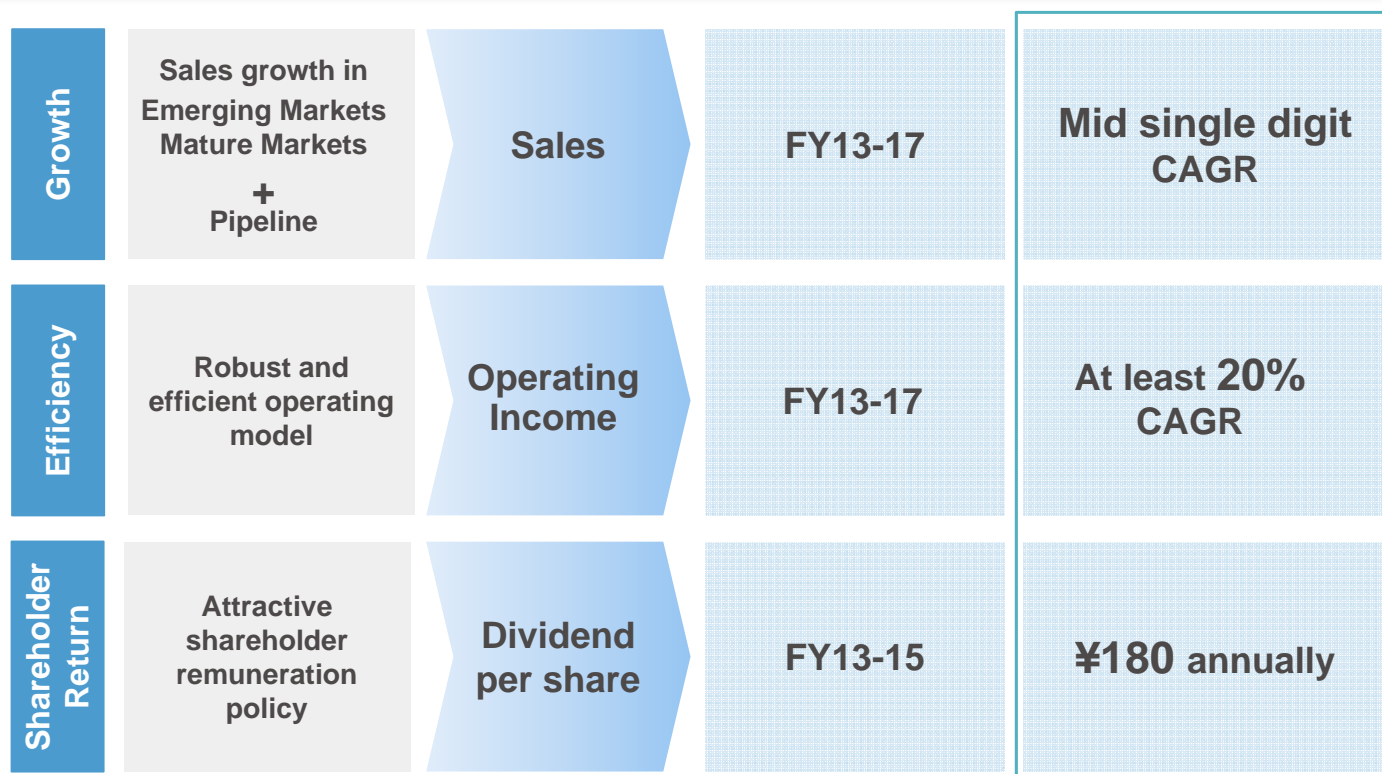 Growth
Sales growth in
Emerging Markets
Mature Markets
+
Pipeline
Sales
FY13-17
Mid single digit
CAGR
Efficiency
Robust and
efficient operating
model
Operating
Income
FY13-17
At least 20%
CAGR
Shareholder
Return
Attractive
shareholder
remuneration
policy
Dividend
per share
FY13-15
¥180 annually